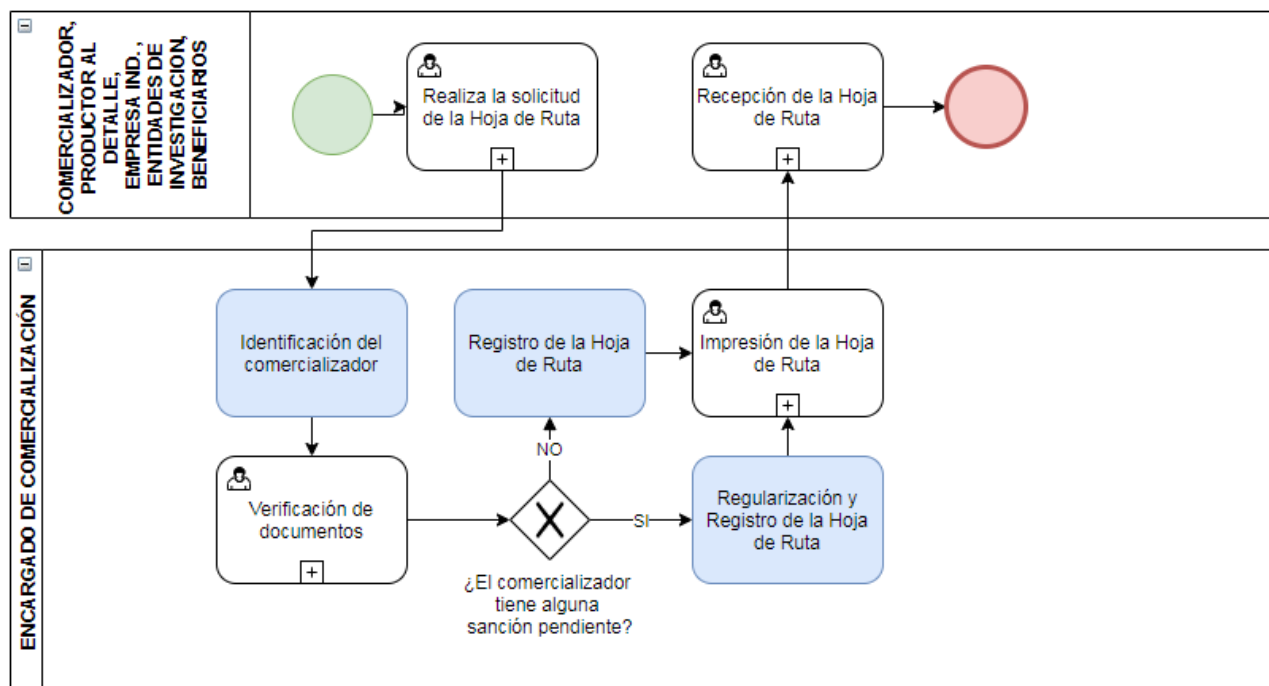 COMERCIALIZADOR,
PRODUCTOR AL
DETALLE,
EMPRESA IND.,
ENTIDADES DE
INVESTIGACION,
BENEFICIARIOS
Realiza la solicitud
de la Hoja de Ruta
Recepción de la Hoja
de Ruta
ENCARGADO DE COMERCIALIZACIÓN
Identificación del
comercializador
Registro de la Hoja
de Ruta
Impresión de la Hoja
de Ruta
NO
Verificación de
documentos
SI
Regularización y
Registro de la Hoja
de Ruta
¿El comercializador
tiene alguna
sanción pendiente?